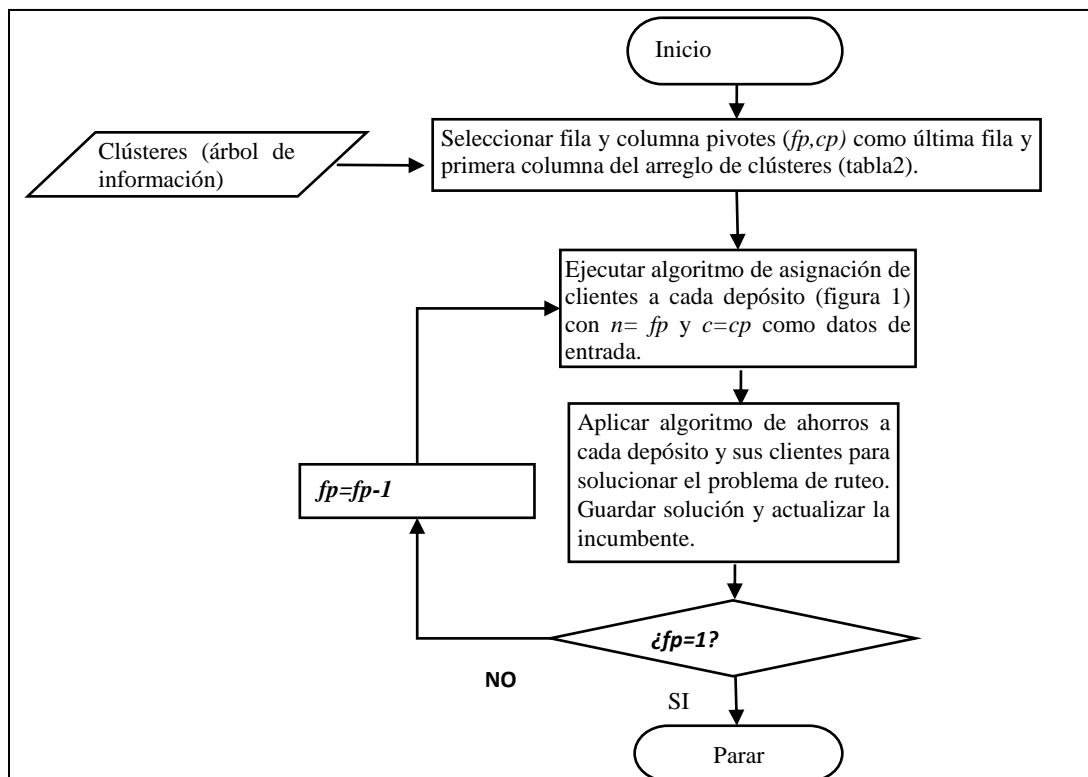 Inicio
Clústeres (árbol de
información)
Seleccionar fila y columna pivotes (fp,cp) como última fila y
primera columna del arreglo de clústeres (tabla2).
Ejecutar algoritmo de asignación de
clientes a cada depósito (figura 1)
con n= fp y c=cp como datos de
entrada.
Aplicar algoritmo de ahorros a
cada depósito y sus clientes para
solucionar el problema de ruteo.
Guardar solución y actualizar la
incumbente.
fp=fp-1
¿fp=1?
NO
SI
Parar